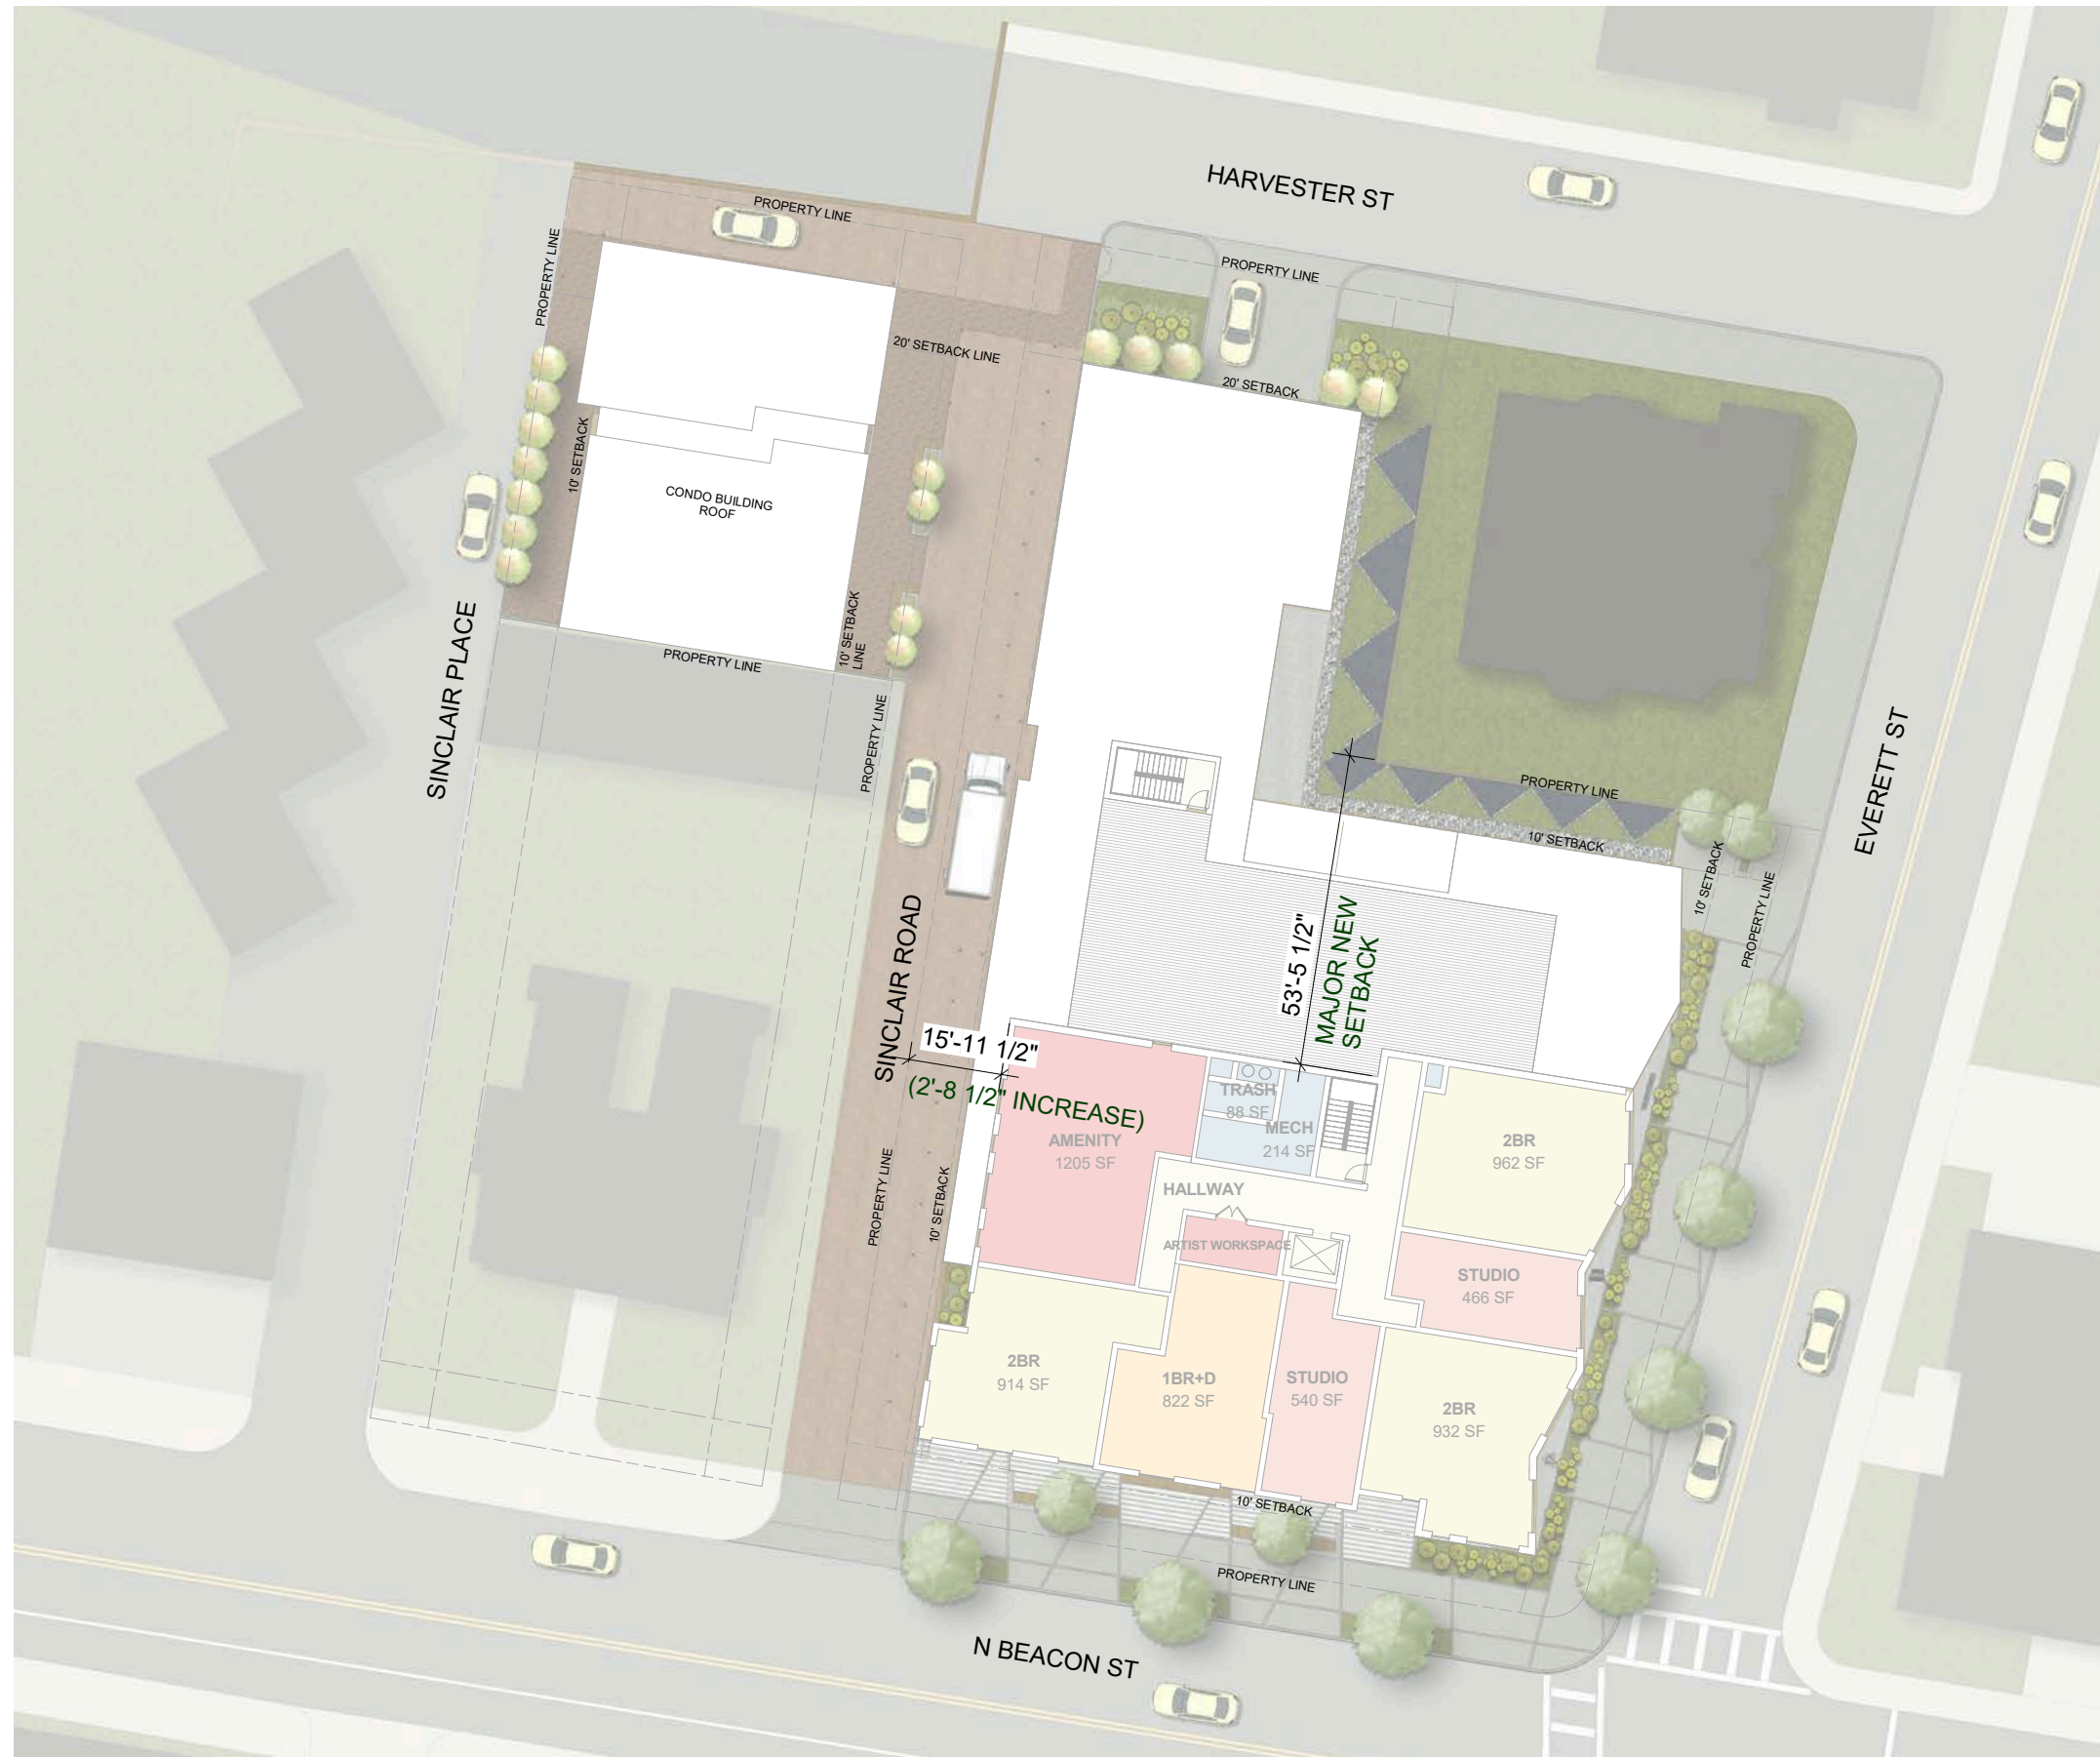 HARVESTER ST
PROPERTY LINE
PROPERTY LINE
PROPERTY LINE
20' SETBACK LINE
20' SETBACK
10' SETBACK
CONDO BUILDING
ROOF
10' SETBACK
LINE
PROPERTY LINE
SINCLAIR PLACE
PROPERTY LINE
PROPERTY LINE
10' SETBACK
10' SETBACK
PROPERTY LINE
EVERETT ST
SINCLAIR ROAD
53'-5 1/2"
MAJOR NEW
SETBACK
15'-11 1/2"
(2'-8 1/2" INCREASE)
AMENITY
1205 SF
TRASH
88 SF
MECH
214 SF
2BR
962 SF
HALLWAY
ARTIST WORKSPACE
STUDIO
466 SF
PROPERTY LINE
10' SETBACK
2BR
914 SF
1BR+D
822 SF
STUDIO
540 SF
2BR
932 SF
10' SETBACK
PROPERTY LINE
N BEACON ST